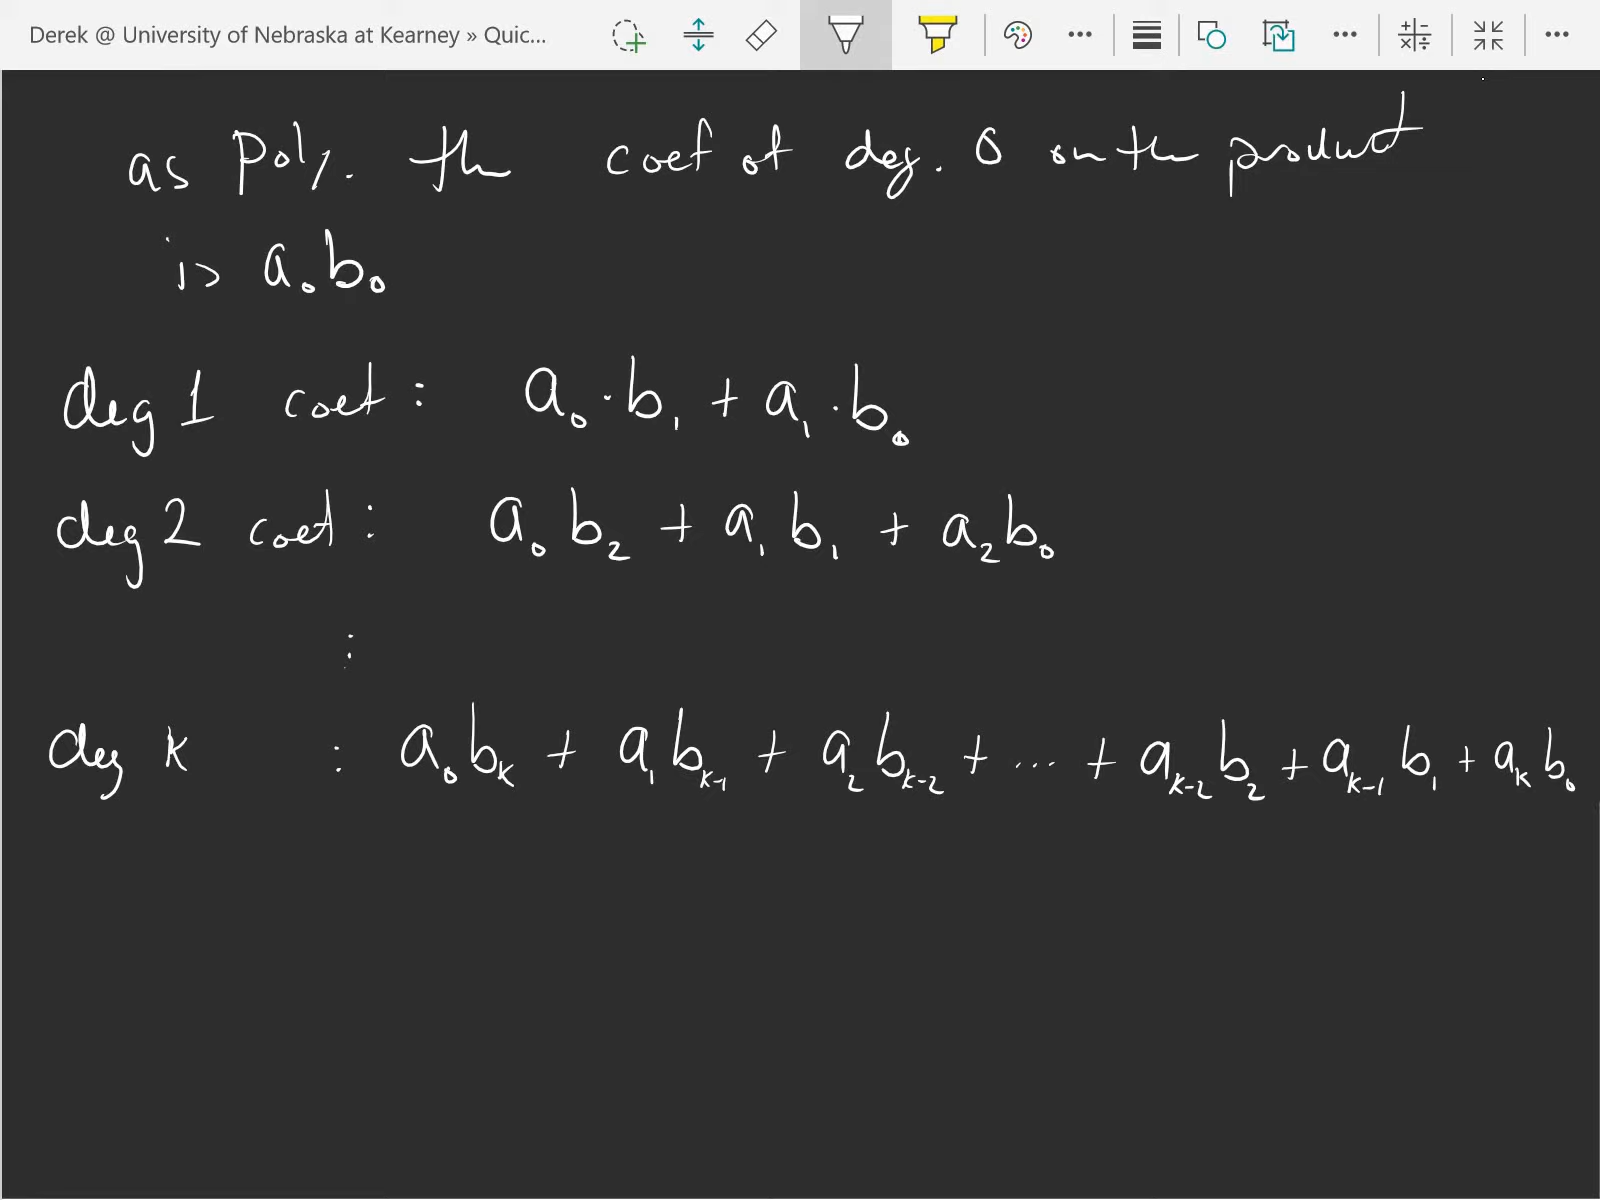 Derek @ University of Nebraska at Kearney » Quic...
as poly. the coef of deg. 0 on the product
is a₀b₀
deg 1 coef : a₀·b₁ + a₁·b₀
deg 2 coef : a₀b₂ + a₁b₁ + a₂b₀
⋮
deg k : a₀bₖ + a₁bₖ₋₁ + a₂bₖ₋₂ + ... + aₖ₋₂b₂ + aₖ₋₁b₁ + aₖb₀